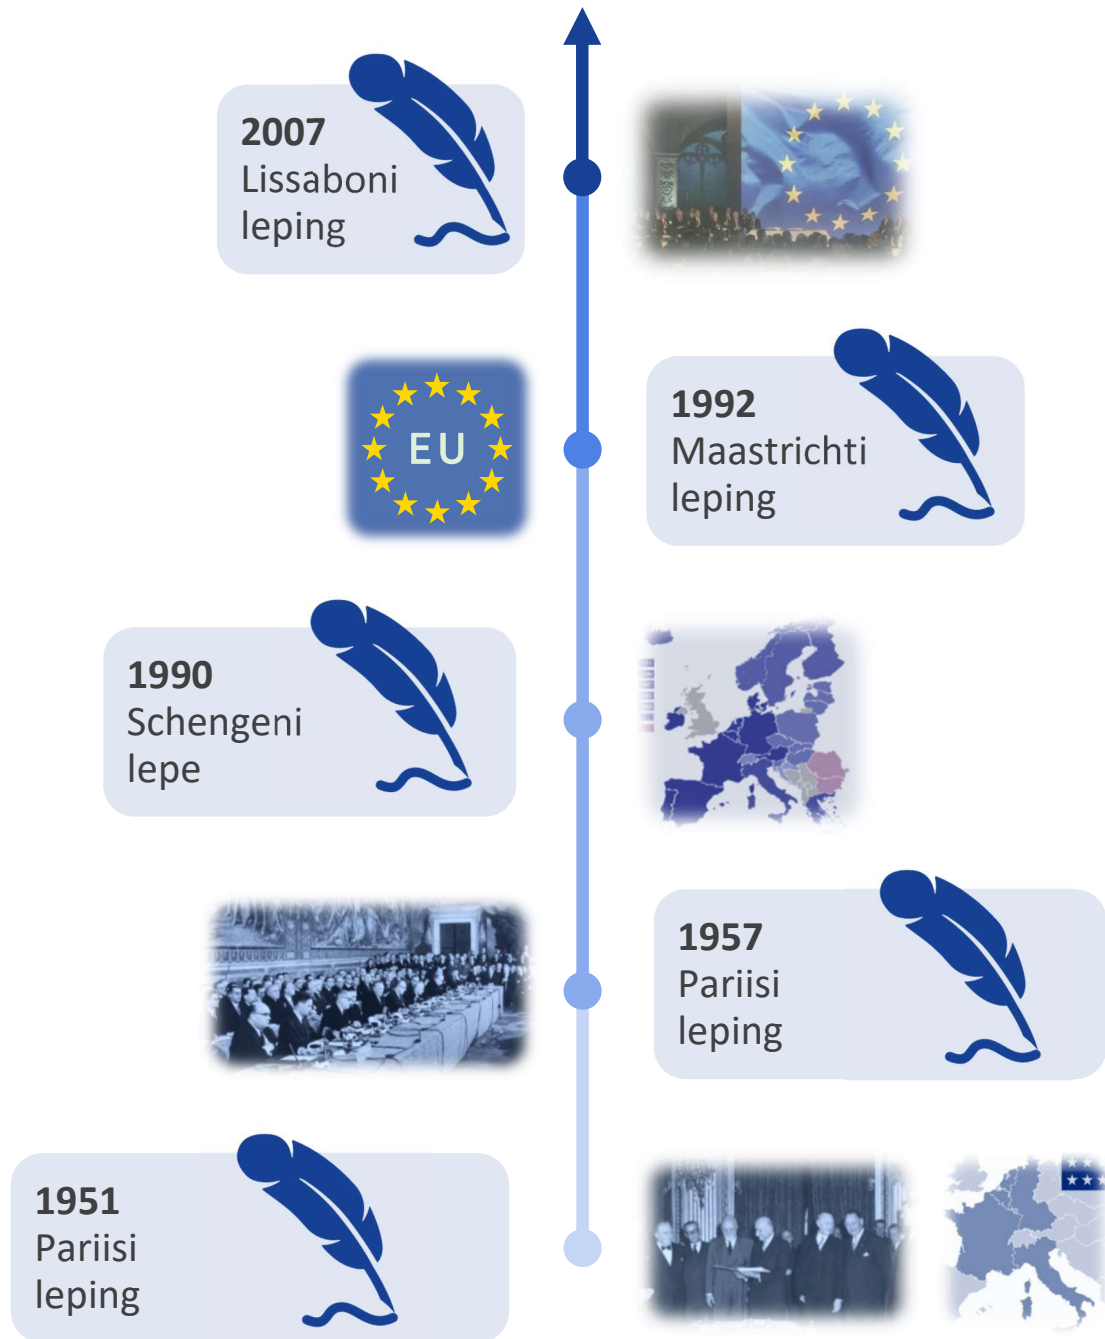 2007
Lissaboni
leping
EU
1992
Maastrichti
leping
1990
Schengeni
lepe
1957
Pariisi
leping
1951
Pariisi
leping